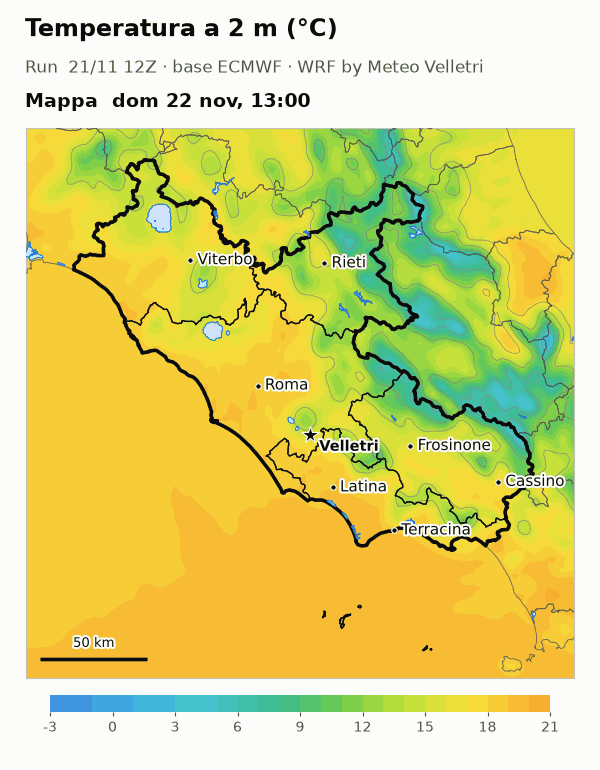 Temperatura a 2 m (°C)
Run  21/11 12Z · base ECMWF · WRF by Meteo Velletri
Mappa  dom 22 nov, 13:00
Viterbo
Rieti
Roma
Velletri
Frosinone
Cassino
Latina
Terracina
50 km
-3 0 3 6 9 12 15 18 21